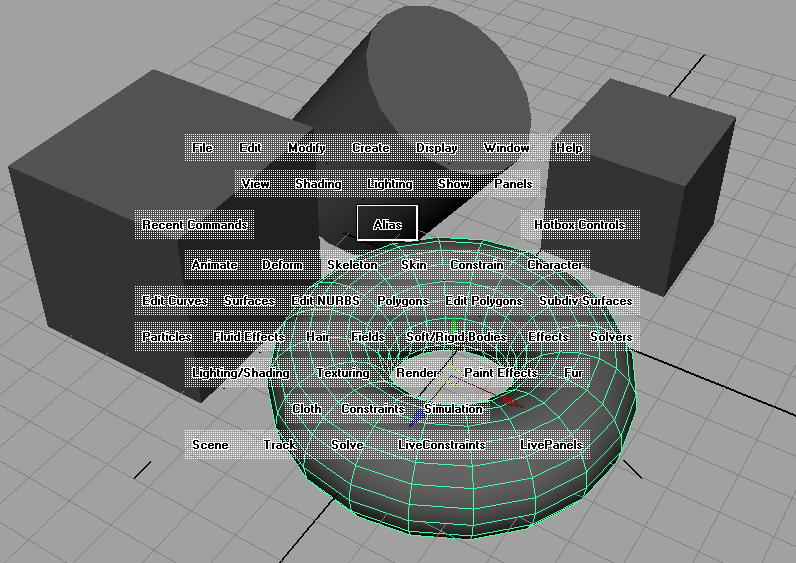 File Edit Modify Create Display Window Help
View Shading Lighting Show Panels
Recent Commands Alias Hotbox Controls
Animate Deform Skeleton Skin Constrain Character
Edit Curves Surfaces Edit NURBS Polygons Edit Polygons Subdiv Surfaces
Particles Fluid Effects Hair Fields Soft/Rigid Bodies Effects Solvers
Lighting/Shading Texturing Render Paint Effects Fur
Cloth Constraints Simulation
Scene Track Solve LiveConstraints LivePanels